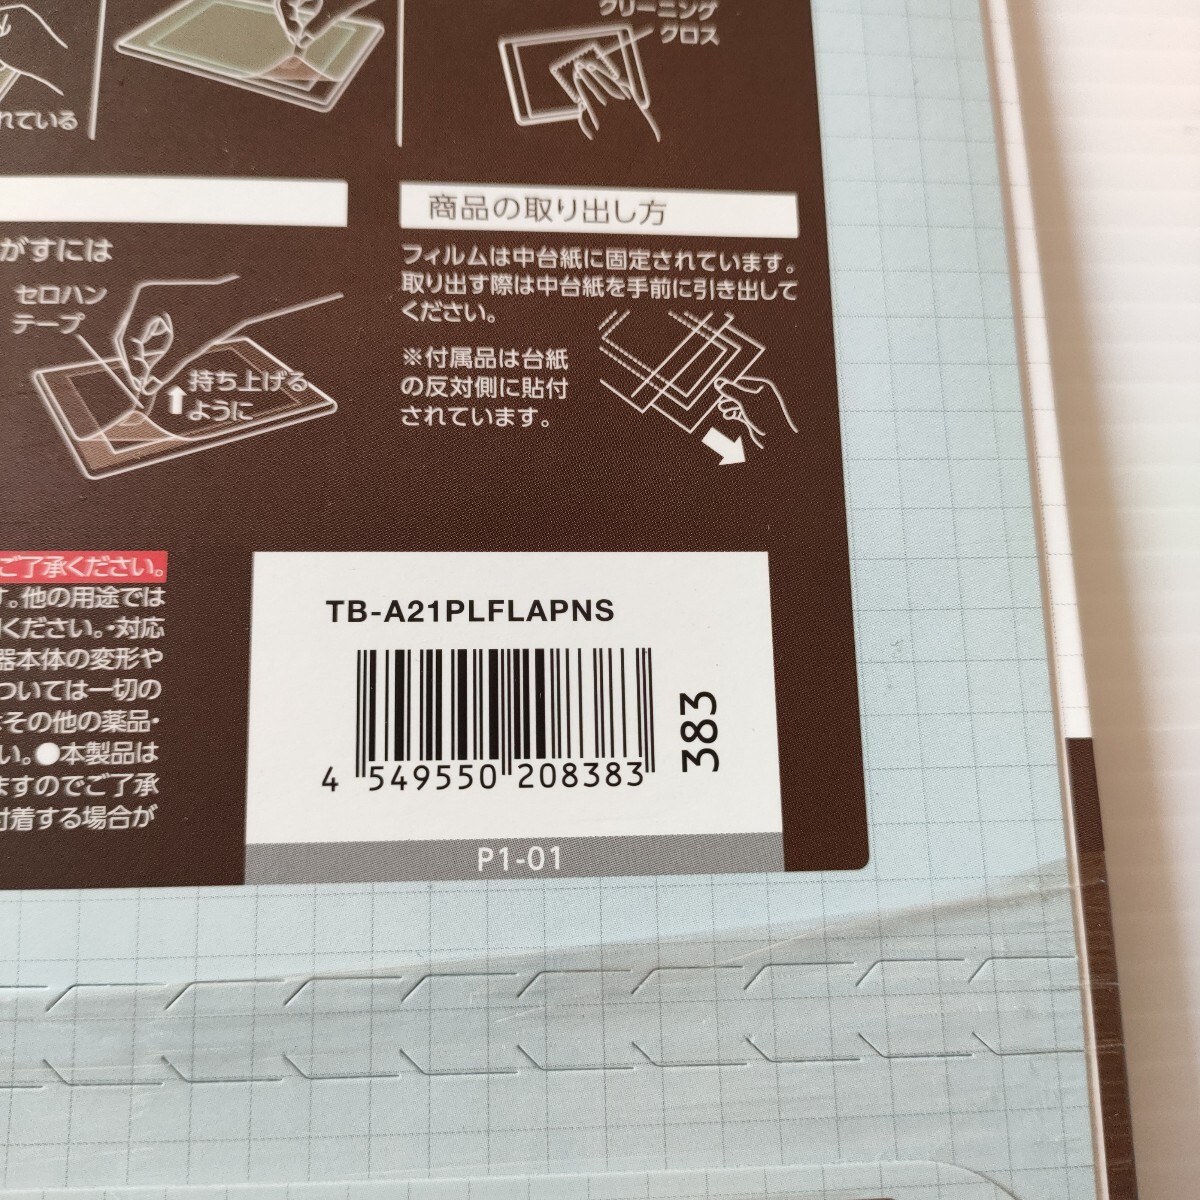 クリーニング
クロス
れている
商品の取り出し方
がすには
フィルムは中台紙に固定されています。
取り出す際は中台紙を手前に引き出して
ください。
セロハン
テープ
※付属品は台紙
の反対側に貼付
されています。
持ち上げる
ように
ご了承ください。
す。他の用途では
ください。・対応
器本体の変形や
ついては一切の
その他の薬品・
い。●本製品は
ますのでご了承
付着する場合が
TB-A21PLFLAPNS
4 549550 208383
383
P1-01